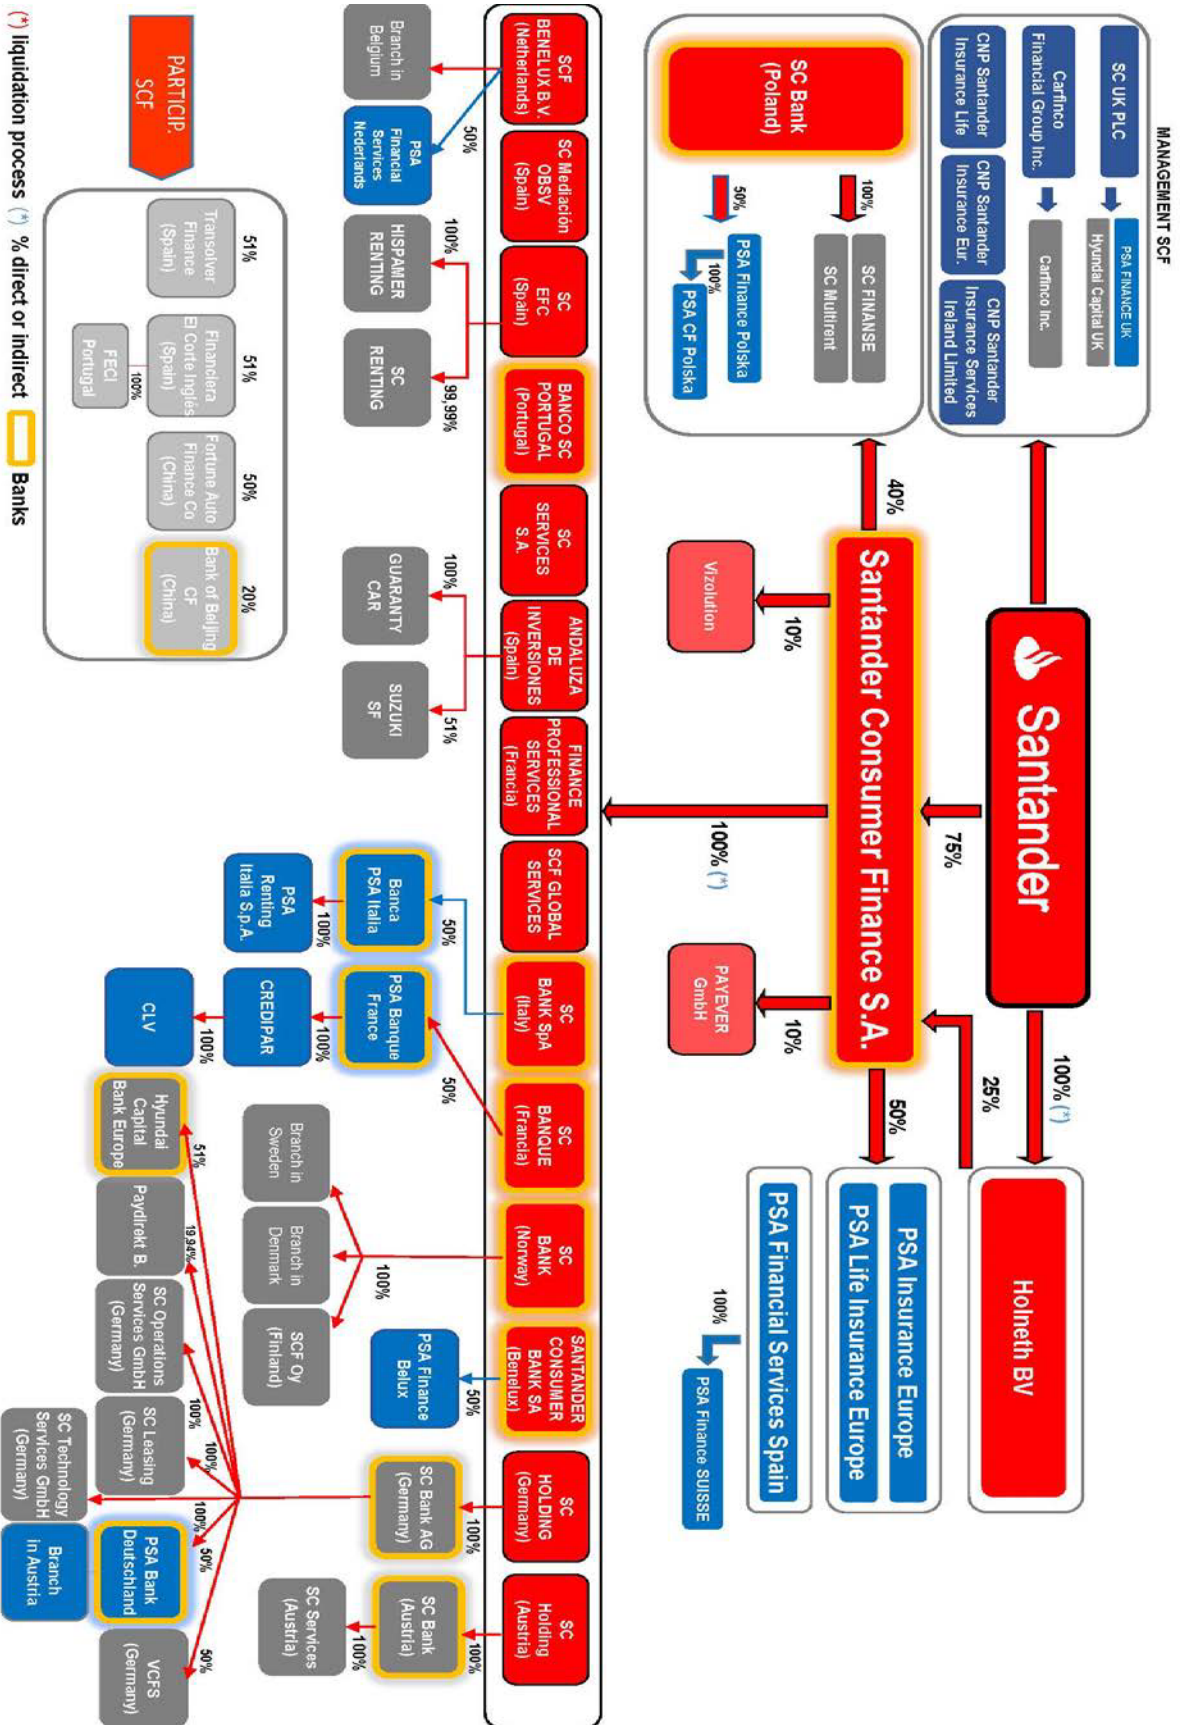 MANAGEMENT SCF
SC UK PLC
PSA FINANCE UK
Hyundai Capital UK
Carfinco
Financial Group Inc.
Carfinco Inc.
CNP Santander
Insurance Life
CNP Santander
Insurance Eur.
CNP Santander
Insurance Services
Ireland Limited
Santander
100% (*)
Holneth BV
75%
25%
SC Bank
(Poland)
100%
SC FINANSE
SC Multirent
50%
PSA Finance Polska
100%
PSA CF Polska
40%
Santander Consumer Finance S.A.
50%
PSA Insurance Europe
PSA Life Insurance Europe
PSA Financial Services Spain
100%
PSA Finance SUISSE
10%
Vizolution
100% (*)
10%
PAYEVER
GmbH
SCF
BENELUX B.V.
(Netherlands)
SC Mediación
OBSV
(Spain)
SC
EFC
(Spain)
BANCO SC
PORTUGAL
(Portugal)
SC
SERVICES
S.A.
ANDALUZA
DE
INVERSIONES
(Spain)
FINANCE
PROFESSIONAL
SERVICES
(Francia)
SCF GLOBAL
SERVICES
SC
BANK SpA
(Italy)
SC
BANQUE
(Francia)
SC
BANK
(Norway)
SANTANDER
CONSUMER
BANK SA
(Benelux)
SC
HOLDING
(Germany)
SC
Holding
(Austria)
Branch in
Belgium
50%
PSA
Financial
Services
Nederlands
100%
HISPAMER
RENTING
99,99%
SC
RENTING
100%
GUARANTY
CAR
51%
SUZUKI
SF
50%
Banca
PSA Italia
100%
PSA
Renting
Italia S.p.A.
50%
PSA Banque
France
100%
CREDIPAR
100%
CLV
100%
Branch in
Sweden
Branch in
Denmark
SCF Oy
(Finland)
50%
PSA Finance
Belux
100%
SC Bank AG
(Germany)
100%
SC Bank
(Austria)
100%
SC Services
(Austria)
51%
Hyundai
Capital
Bank Europe
19,94%
Paydirekt B.
100%
SC Operations
Services GmbH
(Germany)
100%
SC Leasing
(Germany)
100%
SC Technology
Services GmbH
(Germany)
50%
PSA Bank
Deutschland
Branch
in Austria
50%
VCFS
(Germany)
PARTICIP.
SCF
51%
Transolver
Finance
(Spain)
51%
Financiera
El Corte Inglés
(Spain)
100%
FECI
Portugal
50%
Fortune Auto
Finance Co
(China)
20%
Bank of Beijing
CF
(China)
(*) liquidation process (*) % direct or indirect Banks